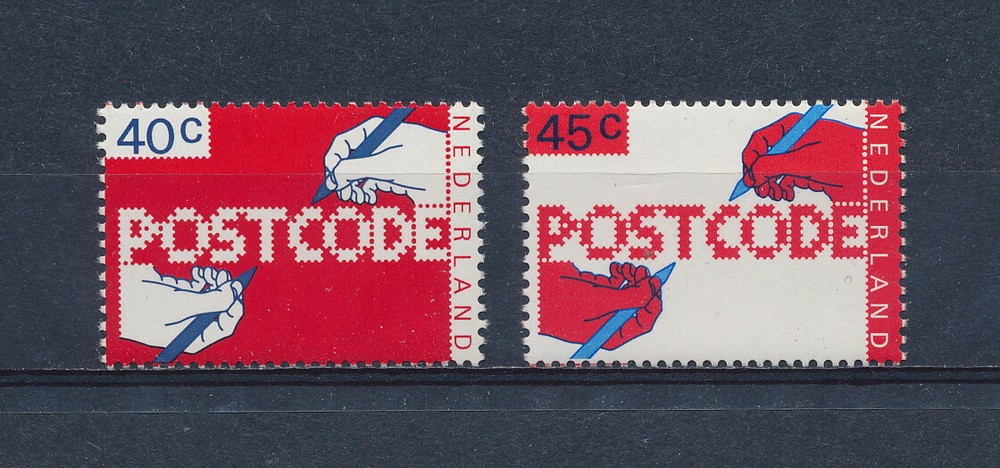 40c
POSTCODE
NEDERLAND
45c
POSTCODE
NEDERLAND